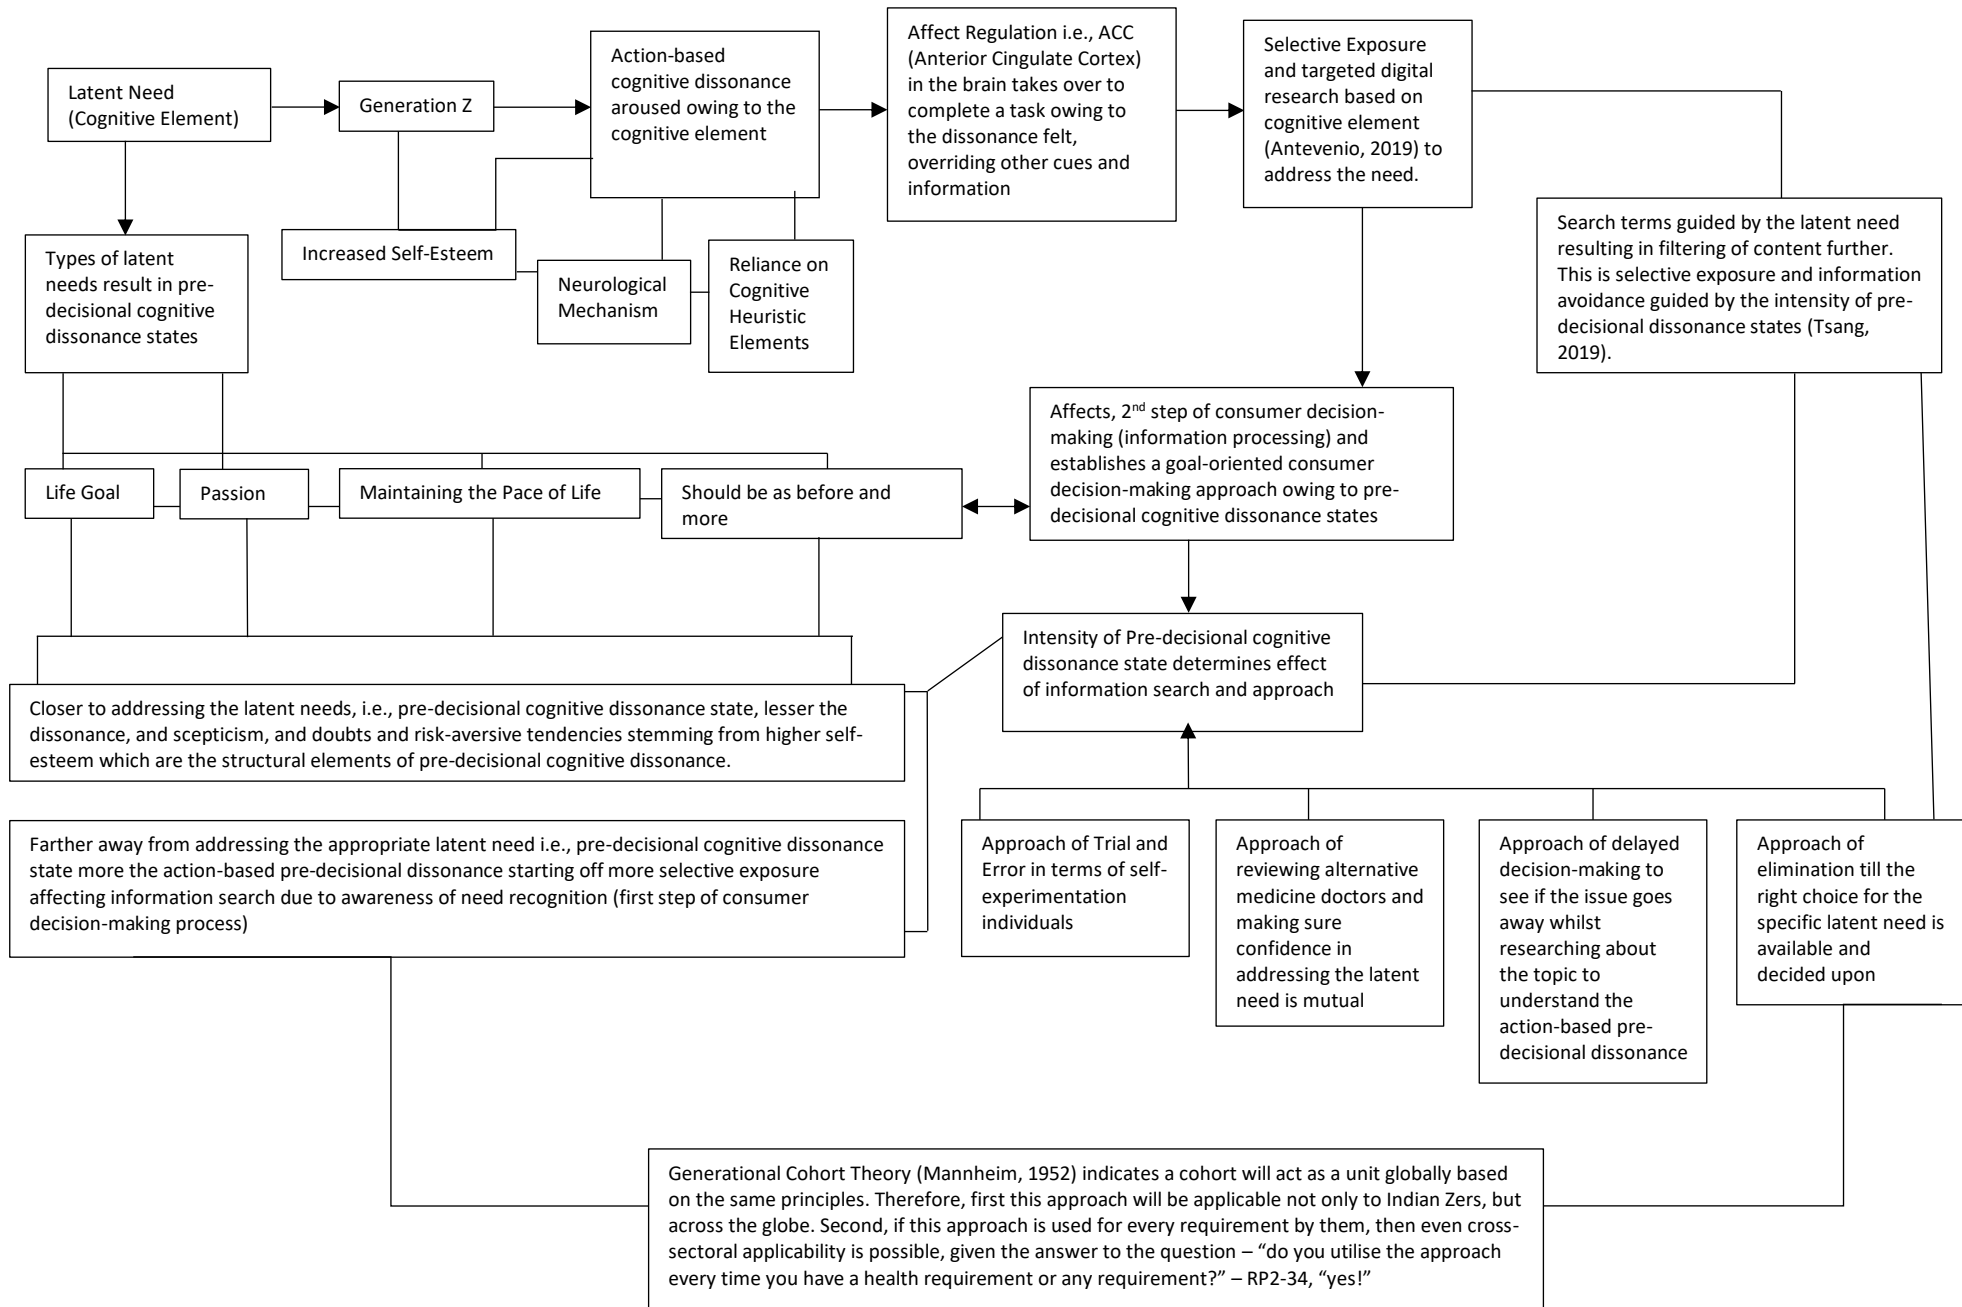 Latent Need
(Cognitive Element)
Generation Z
Action-based
cognitive dissonance
aroused owing to the
cognitive element
Affect Regulation i.e., ACC
(Anterior Cingulate Cortex)
in the brain takes over to
complete a task owing to
the dissonance felt,
overriding other cues and
information
Selective Exposure
and targeted digital
research based on
cognitive element
(Antevenio, 2019) to
address the need.
Types of latent
needs result in pre-
decisional cognitive
dissonance states
Increased Self-Esteem
Neurological
Mechanism
Reliance on
Cognitive
Heuristic
Elements
Search terms guided by the latent need
resulting in filtering of content further.
This is selective exposure and information
avoidance guided by the intensity of pre-
decisional dissonance states (Tsang,
2019).
Life Goal
Passion
Maintaining the Pace of Life
Should be as before and
more
Affects, 2nd step of consumer decision-
making (information processing) and
establishes a goal-oriented consumer
decision-making approach owing to pre-
decisional cognitive dissonance states
Intensity of Pre-decisional cognitive
dissonance state determines effect
of information search and approach
Closer to addressing the latent needs, i.e., pre-decisional cognitive dissonance state, lesser the
dissonance, and scepticism, and doubts and risk-aversive tendencies stemming from higher self-
esteem which are the structural elements of pre-decisional cognitive dissonance.
Farther away from addressing the appropriate latent need i.e., pre-decisional cognitive dissonance
state more the action-based pre-decisional dissonance starting off more selective exposure
affecting information search due to awareness of need recognition (first step of consumer
decision-making process)
Approach of Trial and
Error in terms of self-
experimentation
individuals
Approach of
reviewing alternative
medicine doctors and
making sure
confidence in
addressing the latent
need is mutual
Approach of delayed
decision-making to
see if the issue goes
away whilst
researching about
the topic to
understand the
action-based pre-
decisional dissonance
Approach of
elimination till the
right choice for the
specific latent need is
available and
decided upon
Generational Cohort Theory (Mannheim, 1952) indicates a cohort will act as a unit globally based
on the same principles. Therefore, first this approach will be applicable not only to Indian Zers, but
across the globe. Second, if this approach is used for every requirement by them, then even cross-
sectoral applicability is possible, given the answer to the question – “do you utilise the approach
every time you have a health requirement or any requirement?” – RP2-34, “yes!”